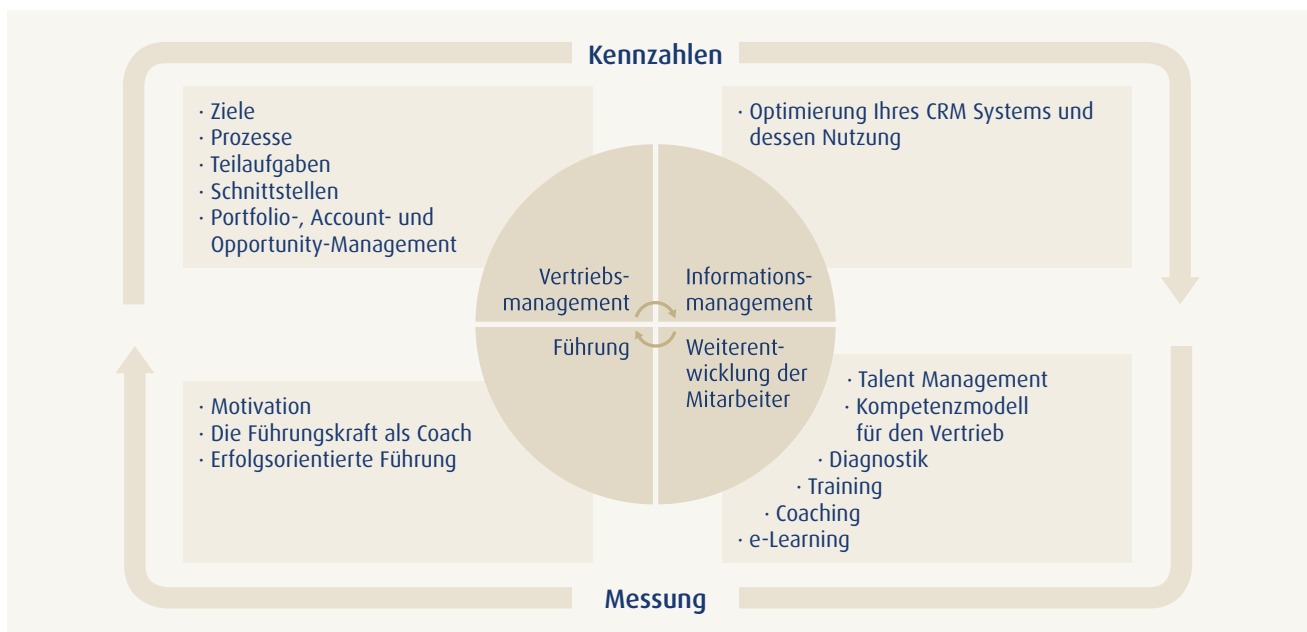 Kennzahlen
· Ziele
· Prozesse
· Teilaufgaben
· Schnittstellen
· Portfolio-, Account- und
Opportunity-Management
· Optimierung Ihres CRM Systems und
dessen Nutzung
Vertriebs-
management
Informations-
management
Führung
Weiterent-
wicklung der
Mitarbeiter
· Motivation
· Die Führungskraft als Coach
· Erfolgsorientierte Führung
· Talent Management
· Kompetenzmodell
für den Vertrieb
· Diagnostik
· Training
· Coaching
· e-Learning
Messung